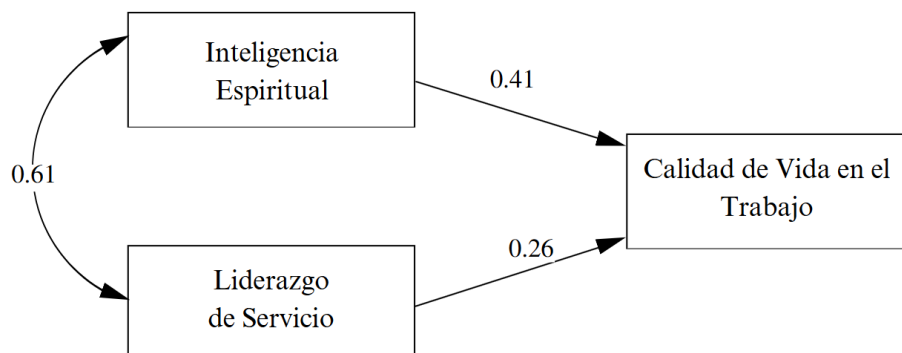 Inteligencia
Espiritual
0.41
0.61
Calidad de Vida en el
Trabajo
0.26
Liderazgo
de Servicio